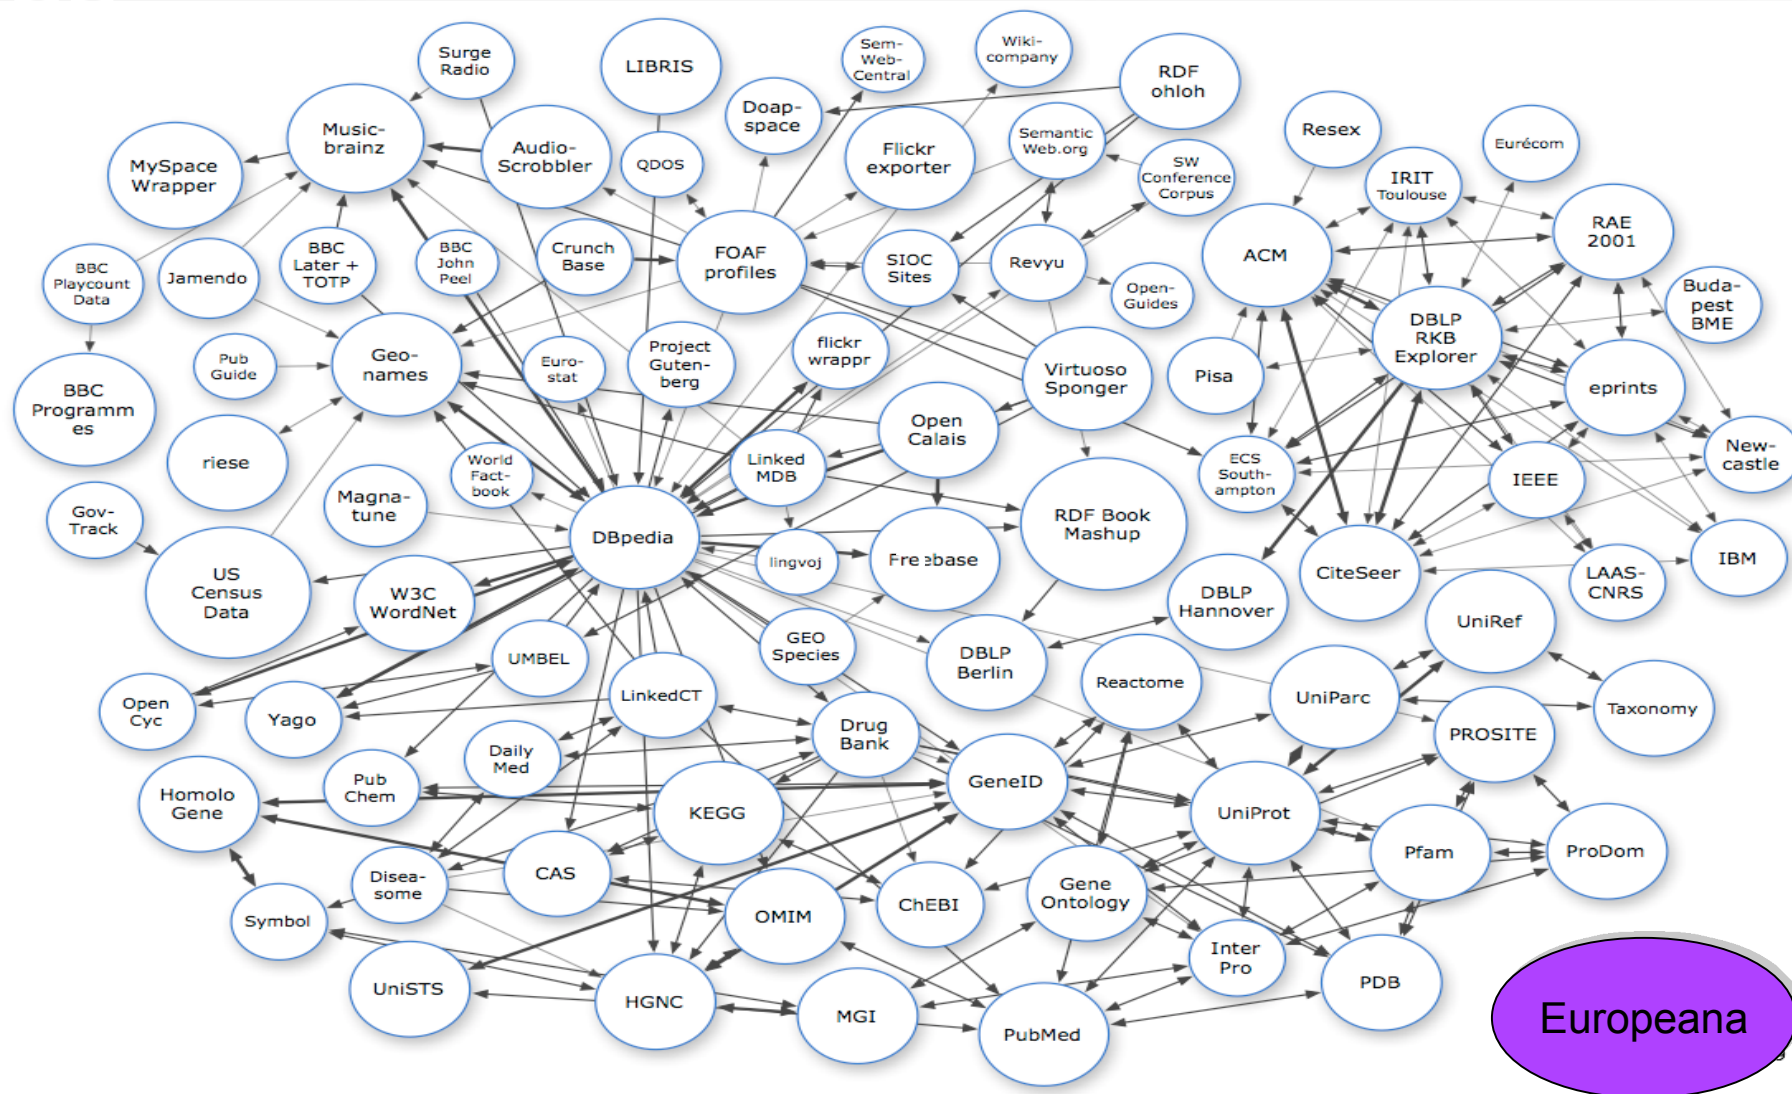 Surge
Radio
LIBRIS
Sem-
Web-
Central
Wiki-
company
RDF
ohloh
Doap-
space
Music-
brainz
Audio-
Scrobbler
QDOS
Flickr
exporter
Semantic
Web.org
SW
Conference
Corpus
Resex
Eurécom
IRIT
Toulouse
MySpace
Wrapper
RAE
2001
ACM
BBC
Playcount
Data
Jamendo
BBC
Later +
TOTP
BBC
John
Peel
Crunch
Base
FOAF
profiles
SIOC
Sites
Revyu
Open-
Guides
Buda-
pest
BME
DBLP
RKB
Explorer
Pub
Guide
Geo-
names
Euro-
stat
Project
Guten-
berg
flickr
wrappr
Virtuoso
Sponger
Pisa
eprints
BBC
Programm
es
Open
Calais
riese
World
Fact-
book
Linked
MDB
ECS
South-
ampton
IEEE
New-
castle
Gov-
Track
Magna-
tune
DBpedia
RDF Book
Mashup
lingvoj
Freebase
CiteSeer
LAAS-
CNRS
IBM
US
Census
Data
W3C
WordNet
DBLP
Hannover
UniRef
GEO
Species
DBLP
Berlin
UMBEL
LinkedCT
Reactome
UniParc
Taxonomy
Open
Cyc
Yago
Drug
Bank
PROSITE
Daily
Med
Pub
Chem
Homolo
Gene
KEGG
GeneID
UniProt
Pfam
ProDom
CAS
Disea-
some
Symbol
OMIM
ChEBI
Gene
Ontology
Inter
Pro
PDB
UniSTS
HGNC
MGI
PubMed
Europeana